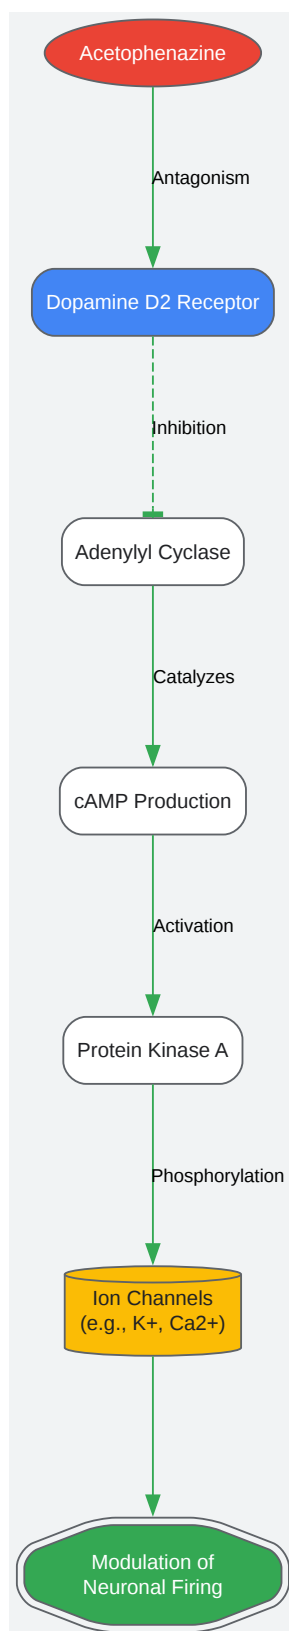 Acetophenazine
Antagonism
Dopamine D2 Receptor
Inhibition
Adenylyl Cyclase
Catalyzes
cAMP Production
Activation
Protein Kinase A
Phosphorylation
Ion Channels
(e.g., K+, Ca2+)
Modulation of
Neuronal Firing